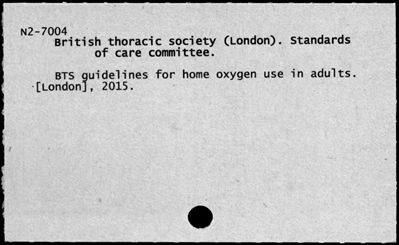 N2-7004
British thoracic society (London). Standards
of care committee.
BTS guidelines for home oxygen use in adults.
[London], 2015.